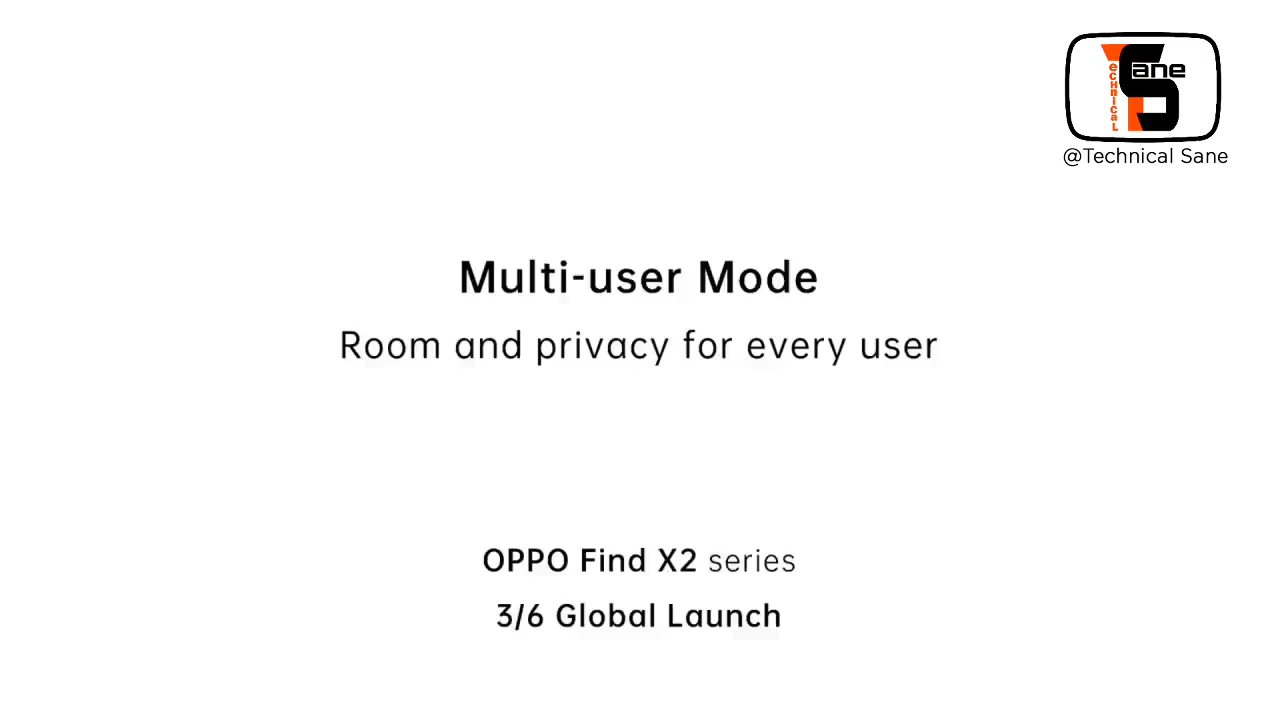 Technical Sane
@Technical Sane
Multi-user Mode
Room and privacy for every user
OPPO Find X2 series
3/6 Global Launch